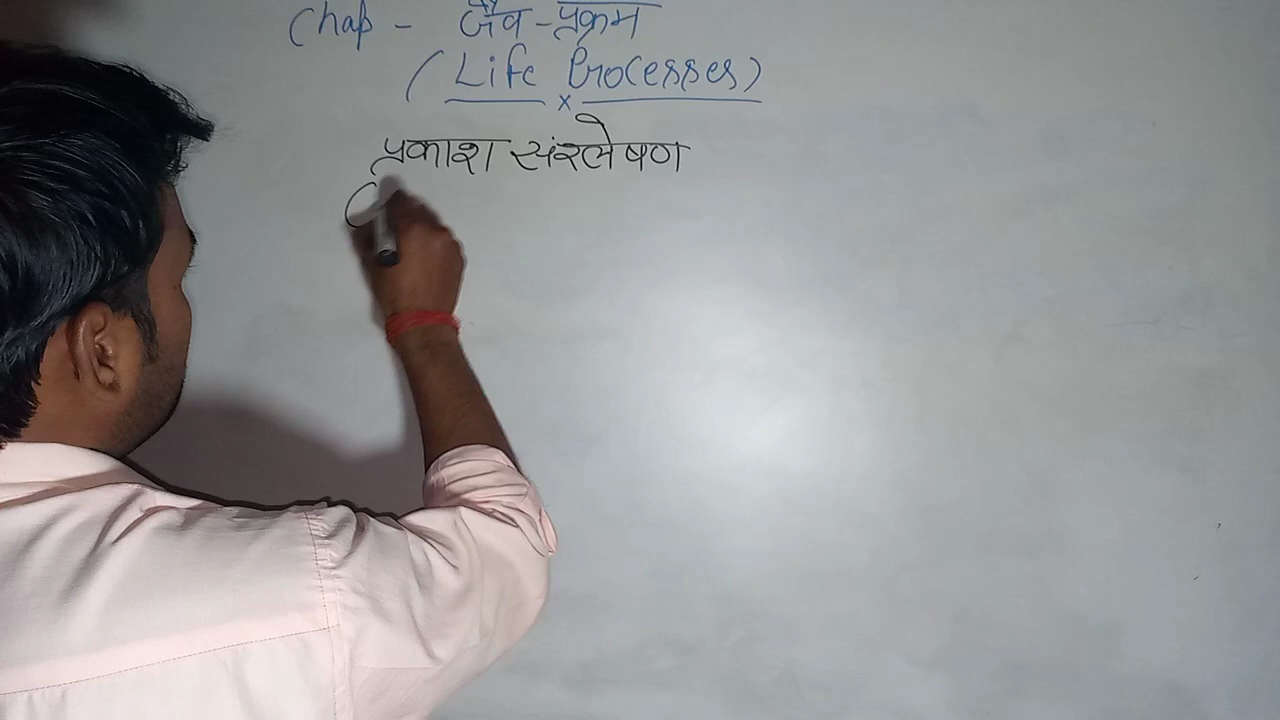 Chap - जैव-प्रक्रम
(Life Processes)
×
प्रकाश संश्लेषण
(